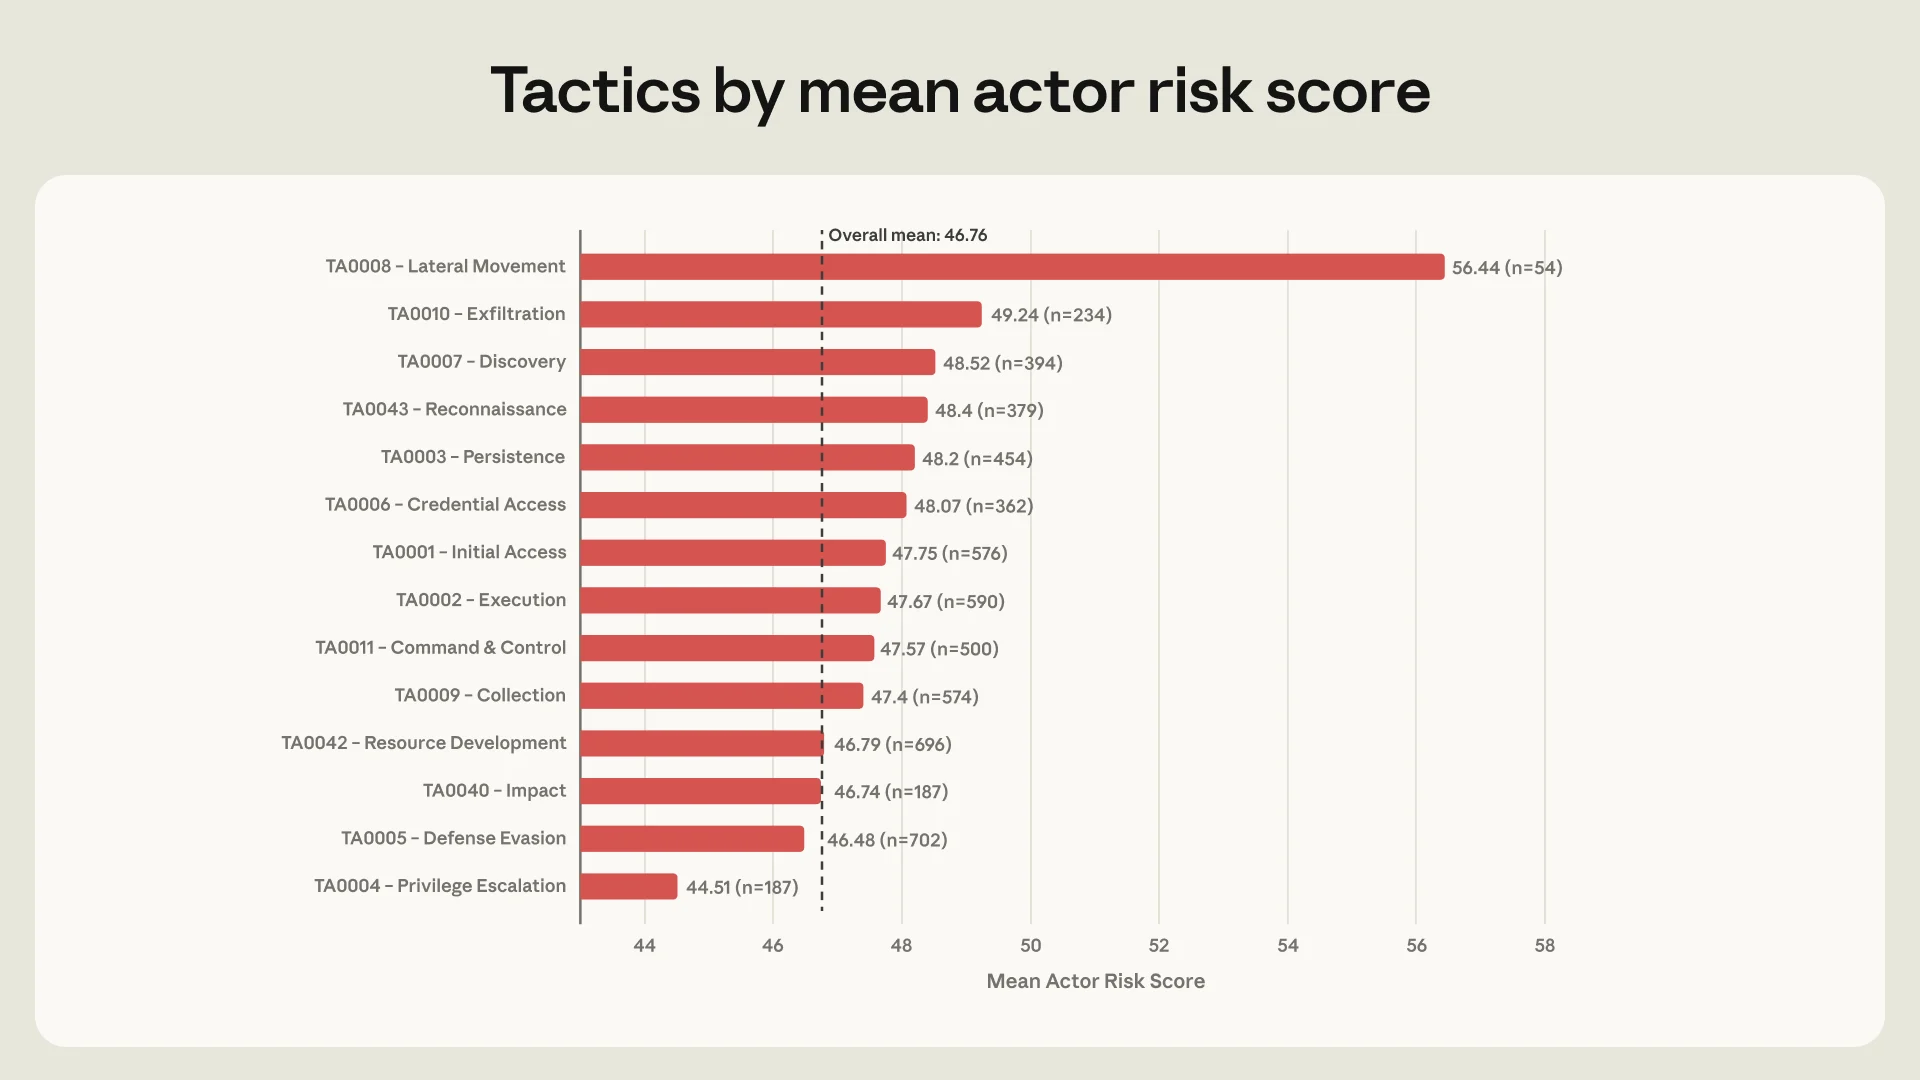 Tactics by mean actor risk score
Overall mean: 46.76
TA0008 – Lateral Movement 56.44 (n=54)
TA0010 – Exfiltration 49.24 (n=234)
TA0007 – Discovery 48.52 (n=394)
TA0043 – Reconnaissance 48.4 (n=379)
TA0003 – Persistence 48.2 (n=454)
TA0006 – Credential Access 48.07 (n=362)
TA0001 – Initial Access 47.75 (n=576)
TA0002 – Execution 47.67 (n=590)
TA0011 – Command & Control 47.57 (n=500)
TA0009 – Collection 47.4 (n=574)
TA0042 – Resource Development 46.79 (n=696)
TA0040 – Impact 46.74 (n=187)
TA0005 – Defense Evasion 46.48 (n=702)
TA0004 – Privilege Escalation 44.51 (n=187)
44 46 48 50 52 54 56 58
Mean Actor Risk Score